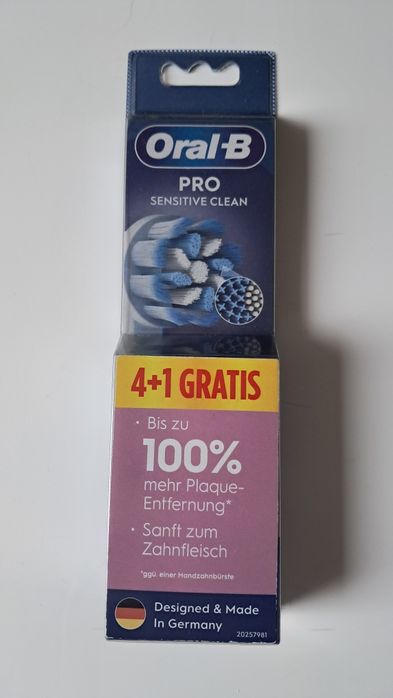 Oral-B
PRO
SENSITIVE CLEAN
4+1 GRATIS
• Bis zu
100%
mehr Plaque-
Entfernung*
• Sanft zum
Zahnfleisch
*ggü. einer Handzahnbürste
Designed & Made
In Germany
20257981